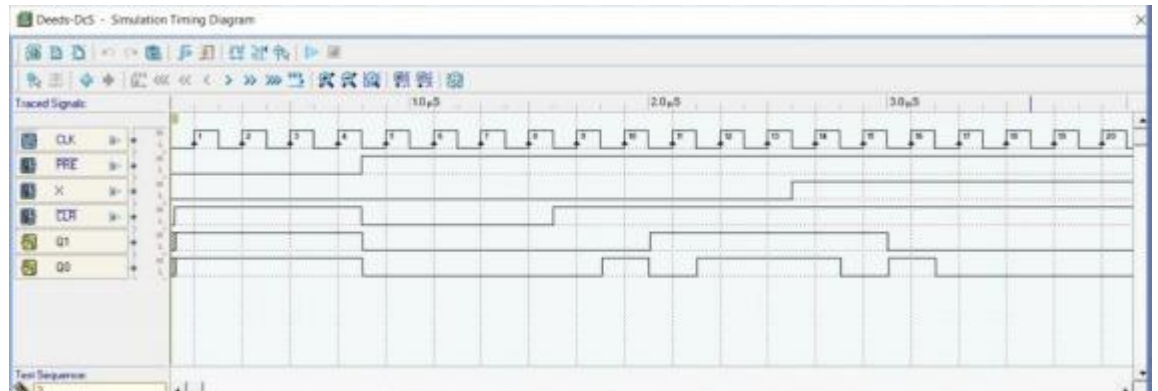 Deeds-DcS - Simulation Timing Diagram
Traced Signals:
1.0µS 2.0µS 3.0µS
CLK 1 2 3 4 5 6 7 8 9 10 11 12 13 14 15 16 17 18 19 20
PRE
X
CLR
Q1
Q0
Test Sequence: